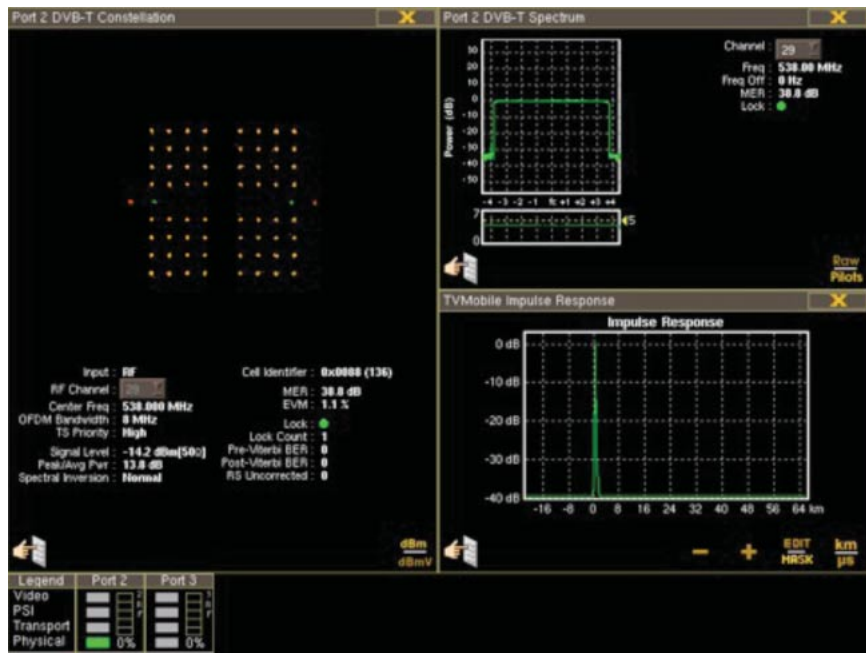 Port 2 DVB-T Constellation
Input : RF
RF Channel : 29
Center Freq : 538.000 MHz
OFDM Bandwidth : 8 MHz
TS Priority : High
Signal Level : -14.2 dBm[50Ω]
Peak/Avg Pwr : 13.8 dB
Spectral Inversion : Normal
Cell Identifier : 0x0088 (136)
MER : 38.8 dB
EVM : 1.1 %
Lock :
Lock Count : 1
Pre-Viterbi BER : 0
Post-Viterbi BER : 0
RS Uncorrected : 0
dBm
dBmV
Port 2 DVB-T Spectrum
Channel : 29
Freq : 538.00 MHz
Freq Off : 0 Hz
MER : 38.8 dB
Lock :
Power (dB)
30
20
10
0
-10
-20
-30
-40
-50
-4 -3 -2 -1 fc +1 +2 +3 +4
7
0
Raw
Pilots
TVMobile Impulse Response
Impulse Response
0 dB
-10 dB
-20 dB
-30 dB
-40 dB
-16 -8 0 8 16 24 32 40 48 56 64 km
EDIT
MASK
km
µs
Legend Port 2 Port 3
Video
PSI
Transport
Physical 0% 0%